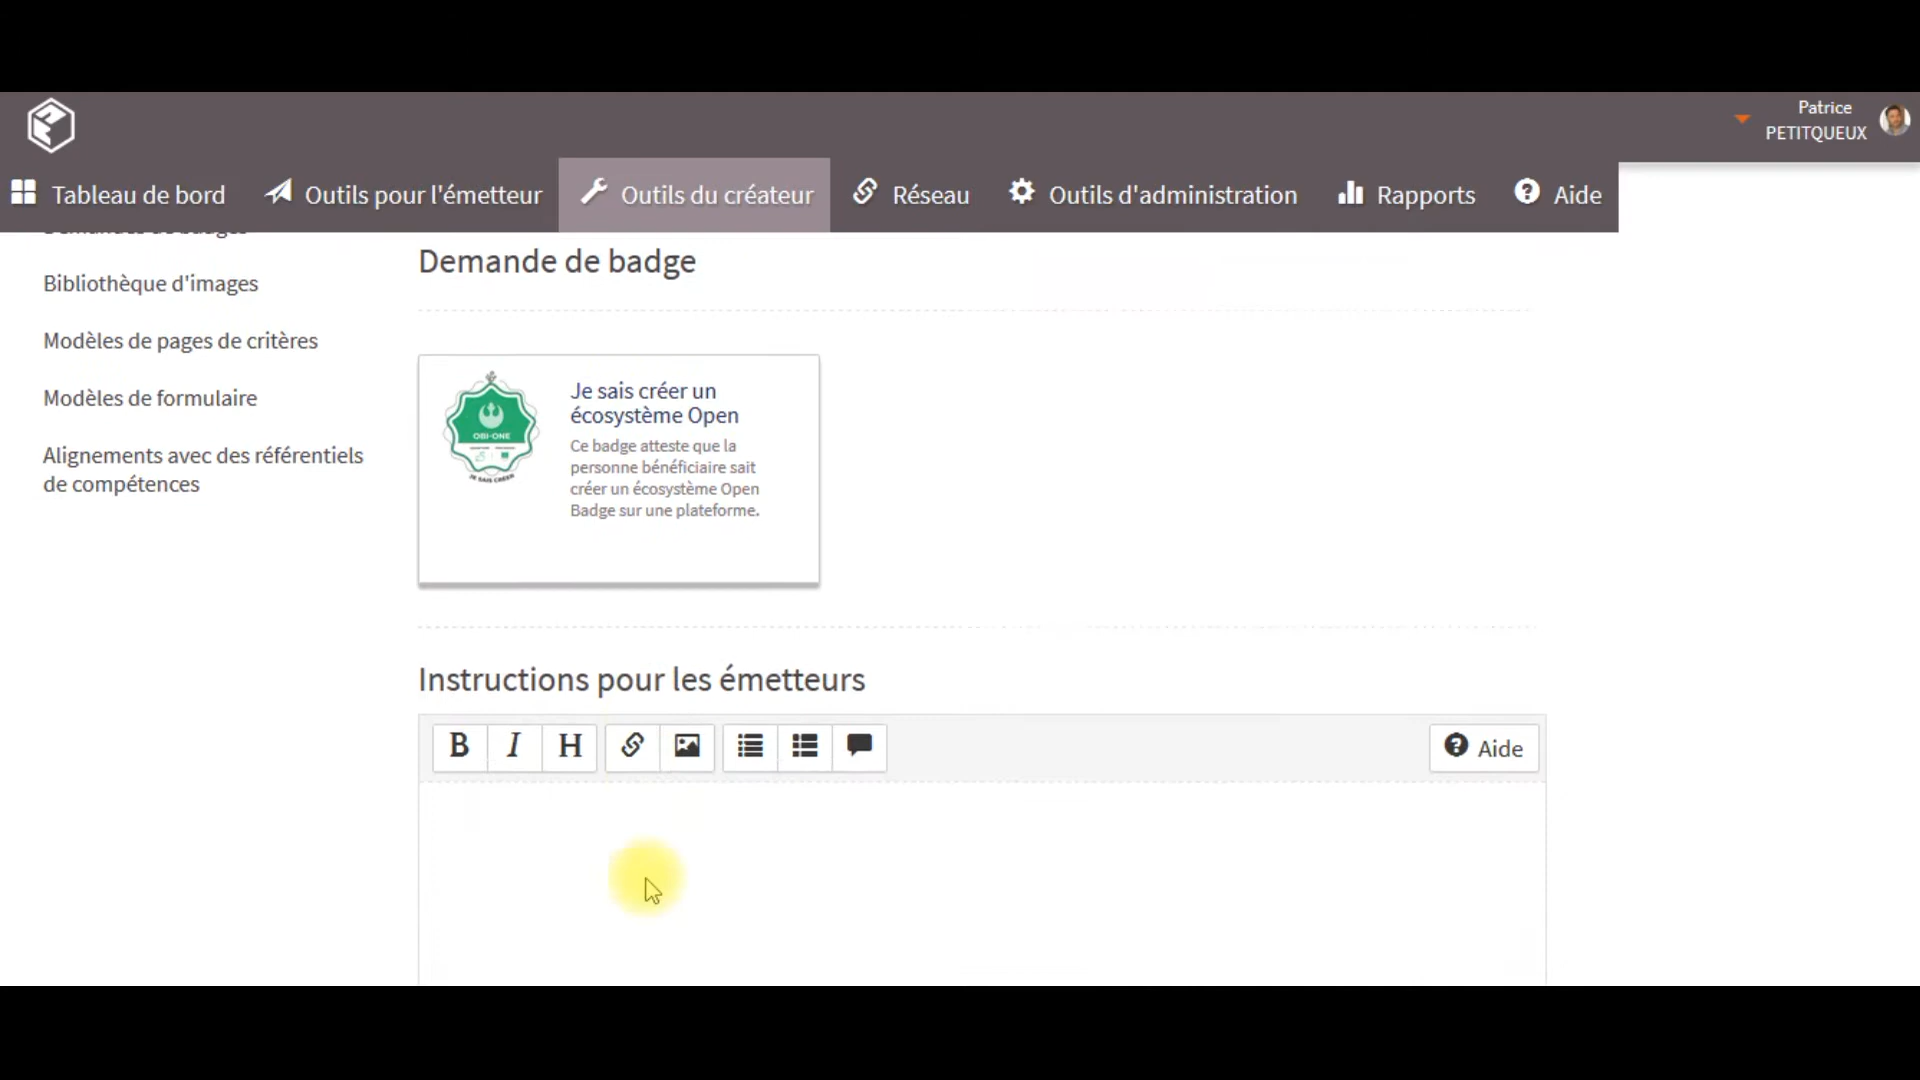 Patrice
PETITQUEUX
Tableau de bord
Outils pour l'émetteur
Outils du créateur
Réseau
Outils d'administration
Rapports
Aide
Bibliothèque d'images
Modèles de pages de critères
Modèles de formulaire
Alignements avec des référentiels
de compétences
Demande de badge
OBI-ONE
JE SAIS CRÉER
Je sais créer un
écosystème Open
Ce badge atteste que la
personne bénéficiaire sait
créer un écosystème Open
Badge sur une plateforme.
Instructions pour les émetteurs
B I H
Aide